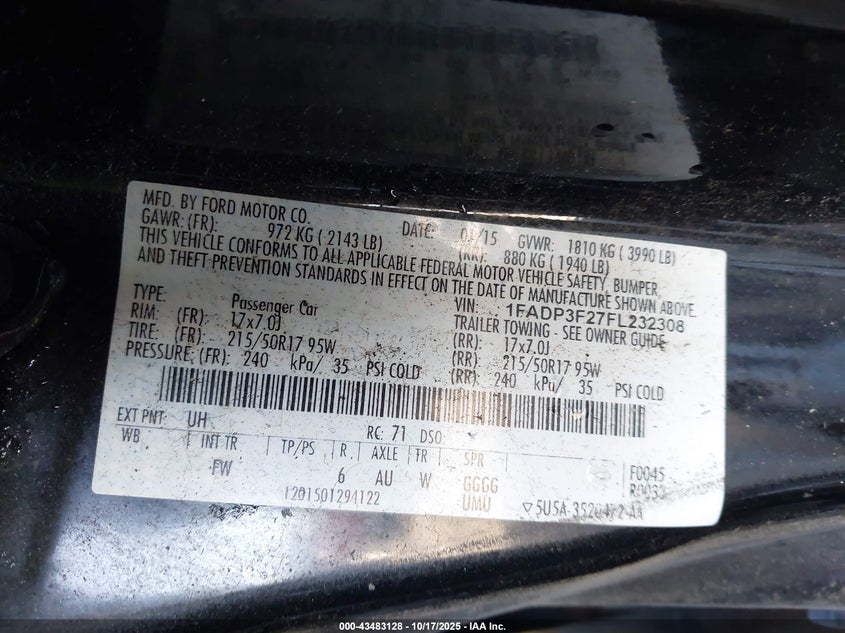 MFD. BY FORD MOTOR CO.
DATE: 01/15 GVWR: 1810 KG ( 3990 LB)
GAWR: (FR): 972 KG ( 2143 LB) (RR): 880 KG ( 1940 LB)
THIS VEHICLE CONFORMS TO ALL APPLICABLE FEDERAL MOTOR VEHICLE SAFETY, BUMPER,
AND THEFT PREVENTION STANDARDS IN EFFECT ON THE DATE OF MANUFACTURE SHOWN ABOVE.
VIN: 1FADP3F27FL232308
TYPE: Passenger Car TRAILER TOWING - SEE OWNER GUIDE
RIM: (FR) 17x7.0J (RR): 17x7.0J
TIRE: (FR) 215/50R17 95W (RR): 215/50R17 95W
PRESSURE: (FR): 240 kPa/ 35 PSI COLD (RR): 240 kPa/ 35 PSI COLD
EXT PNT: UH RC: 71 DSO:
WB INT TR TP/PS R AXLE TR SPR
FW 6 AU W GGGG F0045
1201501294122 UMU R0033
▽5U5A-3520472-AA
000-43483128 - 10/17/2025 - IAA Inc.